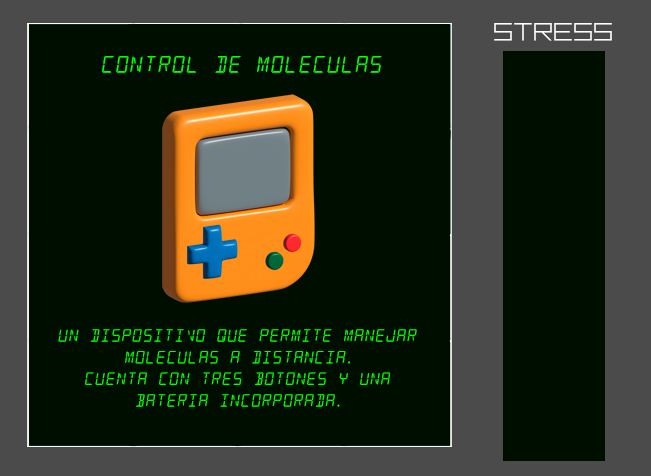 CONTROL DE MOLECULAS
STRESS
UN DISPOSITIVO QUE PERMITE MANEJAR
MOLECULAS A DISTANCIA.
CUENTA CON TRES BOTONES Y UNA
BATERIA INCORPORADA.